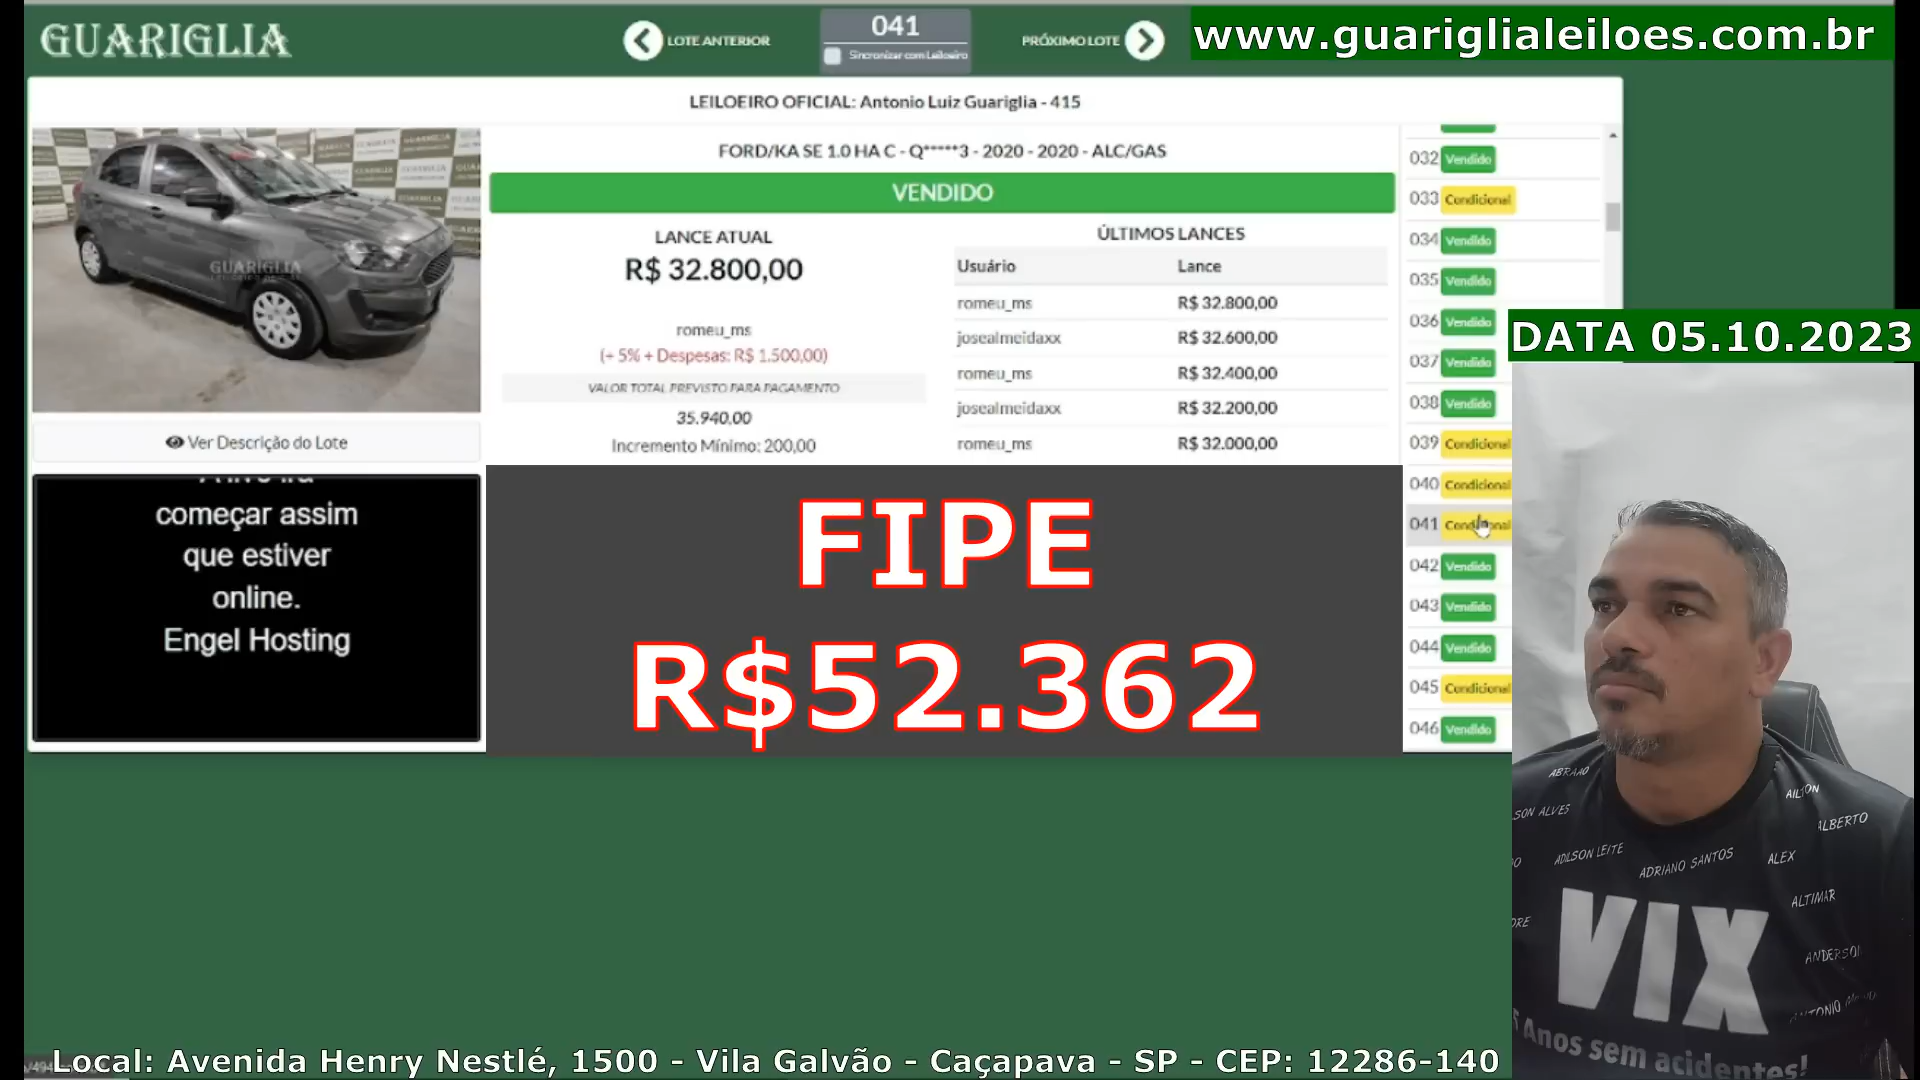 GUARIGLIA
LOTE ANTERIOR
041
Sincronizar com Leiloeiro
PRÓXIMO LOTE
www.guariglialeiloes.com.br
LEILOEIRO OFICIAL: Antonio Luiz Guariglia - 415
FORD/KA SE 1.0 HA C - Q*****3 - 2020 - 2020 - ALC/GAS
VENDIDO
LANCE ATUAL
R$ 32.800,00
romeu_ms
(+ 5% + Despesas: R$ 1.500,00)
VALOR TOTAL PREVISTO PARA PAGAMENTO
35.940,00
Incremento Mínimo: 200,00
ÚLTIMOS LANCES
Usuário Lance
romeu_ms R$ 32.800,00
josealmeidaxx R$ 32.600,00
romeu_ms R$ 32.400,00
josealmeidaxx R$ 32.200,00
romeu_ms R$ 32.000,00
032 Vendido
033 Condicional
034 Vendido
035 Vendido
036 Vendido
037 Vendido
038 Vendido
039 Condicional
040 Condicional
041
042 Vendido
043 Vendido
044 Vendido
045 Condicional
046 Vendido
DATA 05.10.2023
GUARIGLIA
Ver Descrição do Lote
começar assim
que estiver
online.
Engel Hosting
FIPE
R$52.362
ABRAAO
AILTON
SON ALVES
ALBERTO
ADILSON LEITE
ADRIANO SANTOS
ALEX
ALTIMAR
VIX
Anos sem acidentes!
Local: Avenida Henry Nestlé, 1500 - Vila Galvão - Caçapava - SP - CEP: 12286-140